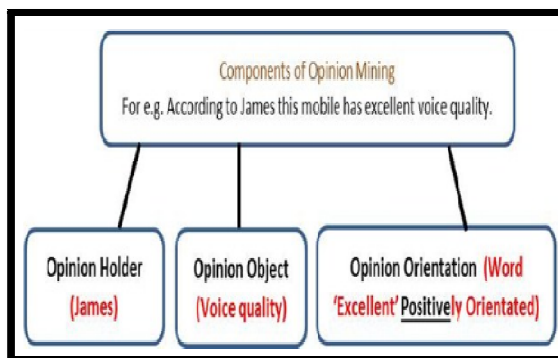 Components of Opinion Mining
For e.g. According to James this mobile has excellent voice quality.
Opinion Holder
(James)
Opinion Object
(Voice quality)
Opinion Orientation (Word
‘Excellent’ Positively Orientated)